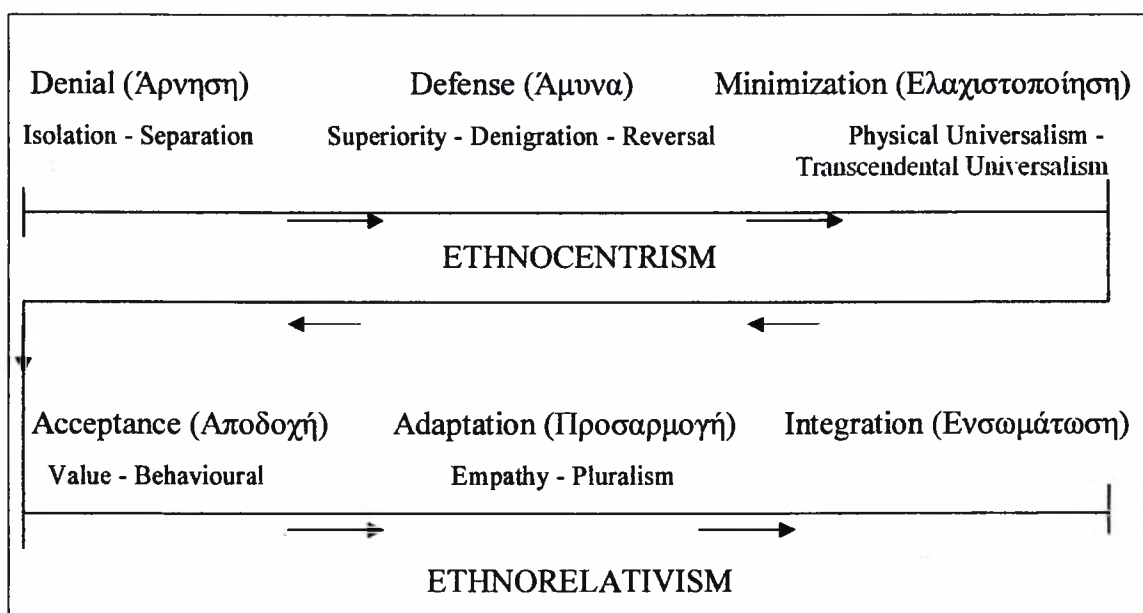 Denial (Άρνηση) Defense (Άμυνα) Minimization (Ελαχιστοποίηση)
Isolation - Separation Superiority - Denigration - Reversal Physical Universalism -
Transcendental Universalism
ETHNOCENTRISM
Acceptance (Αποδοχή) Adaptation (Προσαρμογή) Integration (Ενσωμάτωση)
Value - Behavioural Empathy - Pluralism
ETHNORELATIVISM